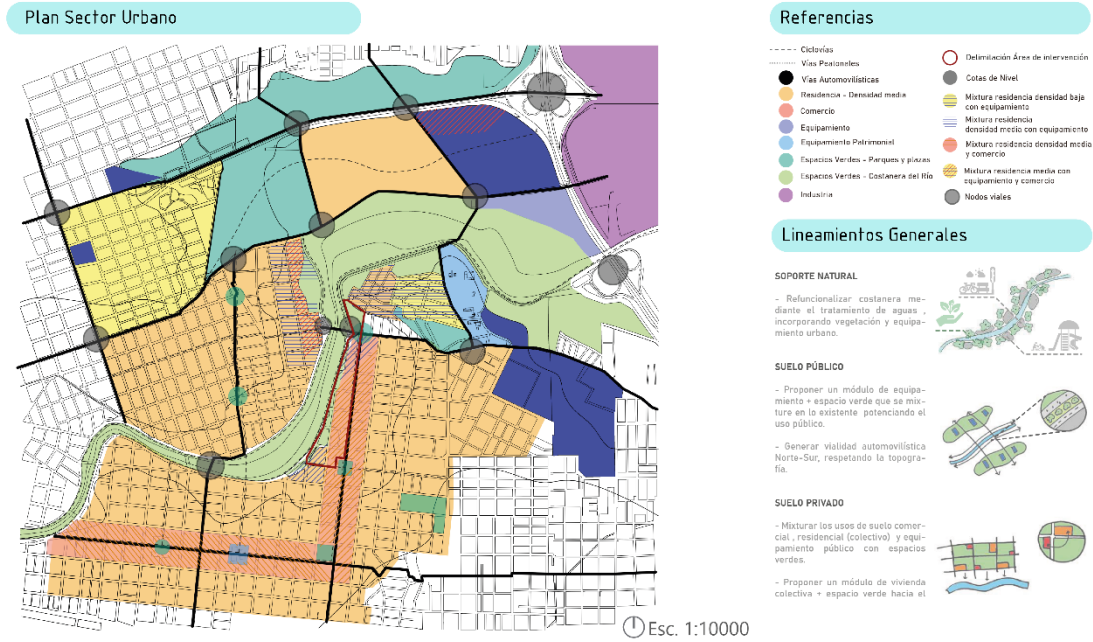 Plan Sector Urbano
Esc. 1:10000
Referencias
Ciclovías
Vías Peatonales
Vías Automovilísticas
Residencia - Densidad media
Comercio
Equipamiento
Equipamiento Patrimonial
Espacios Verdes - Parques y plazas
Espacios Verdes - Costanera del Río
Industria
Delimitación Área de intervención
Cotas de Nivel
Mixtura residencia densidad baja
con equipamiento
Mixtura residencia
densidad media con equipamiento
Mixtura residencia densidad media
y comercio
Mixtura residencia media con
equipamiento y comercio
Nodos viales
Lineamientos Generales
SOPORTE NATURAL
- Refuncionalizar costanera me-
diante el tratamiento de aguas ,
incorporando vegetación y equipa-
miento urbano.
SUELO PÚBLICO
- Proponer un módulo de equipa-
miento + espacio verde que se mix-
ture en lo existente potenciando el
uso público.
- Generar vialidad automovilística
Norte-Sur, respetando la topogra-
fía.
SUELO PRIVADO
- Mixturar los usos de suelo comer-
cial , residencial (colectivo) y equi-
pamiento público con espacios
verdes.
- Proponer un módulo de vivienda
colectiva + espacio verde hacia el